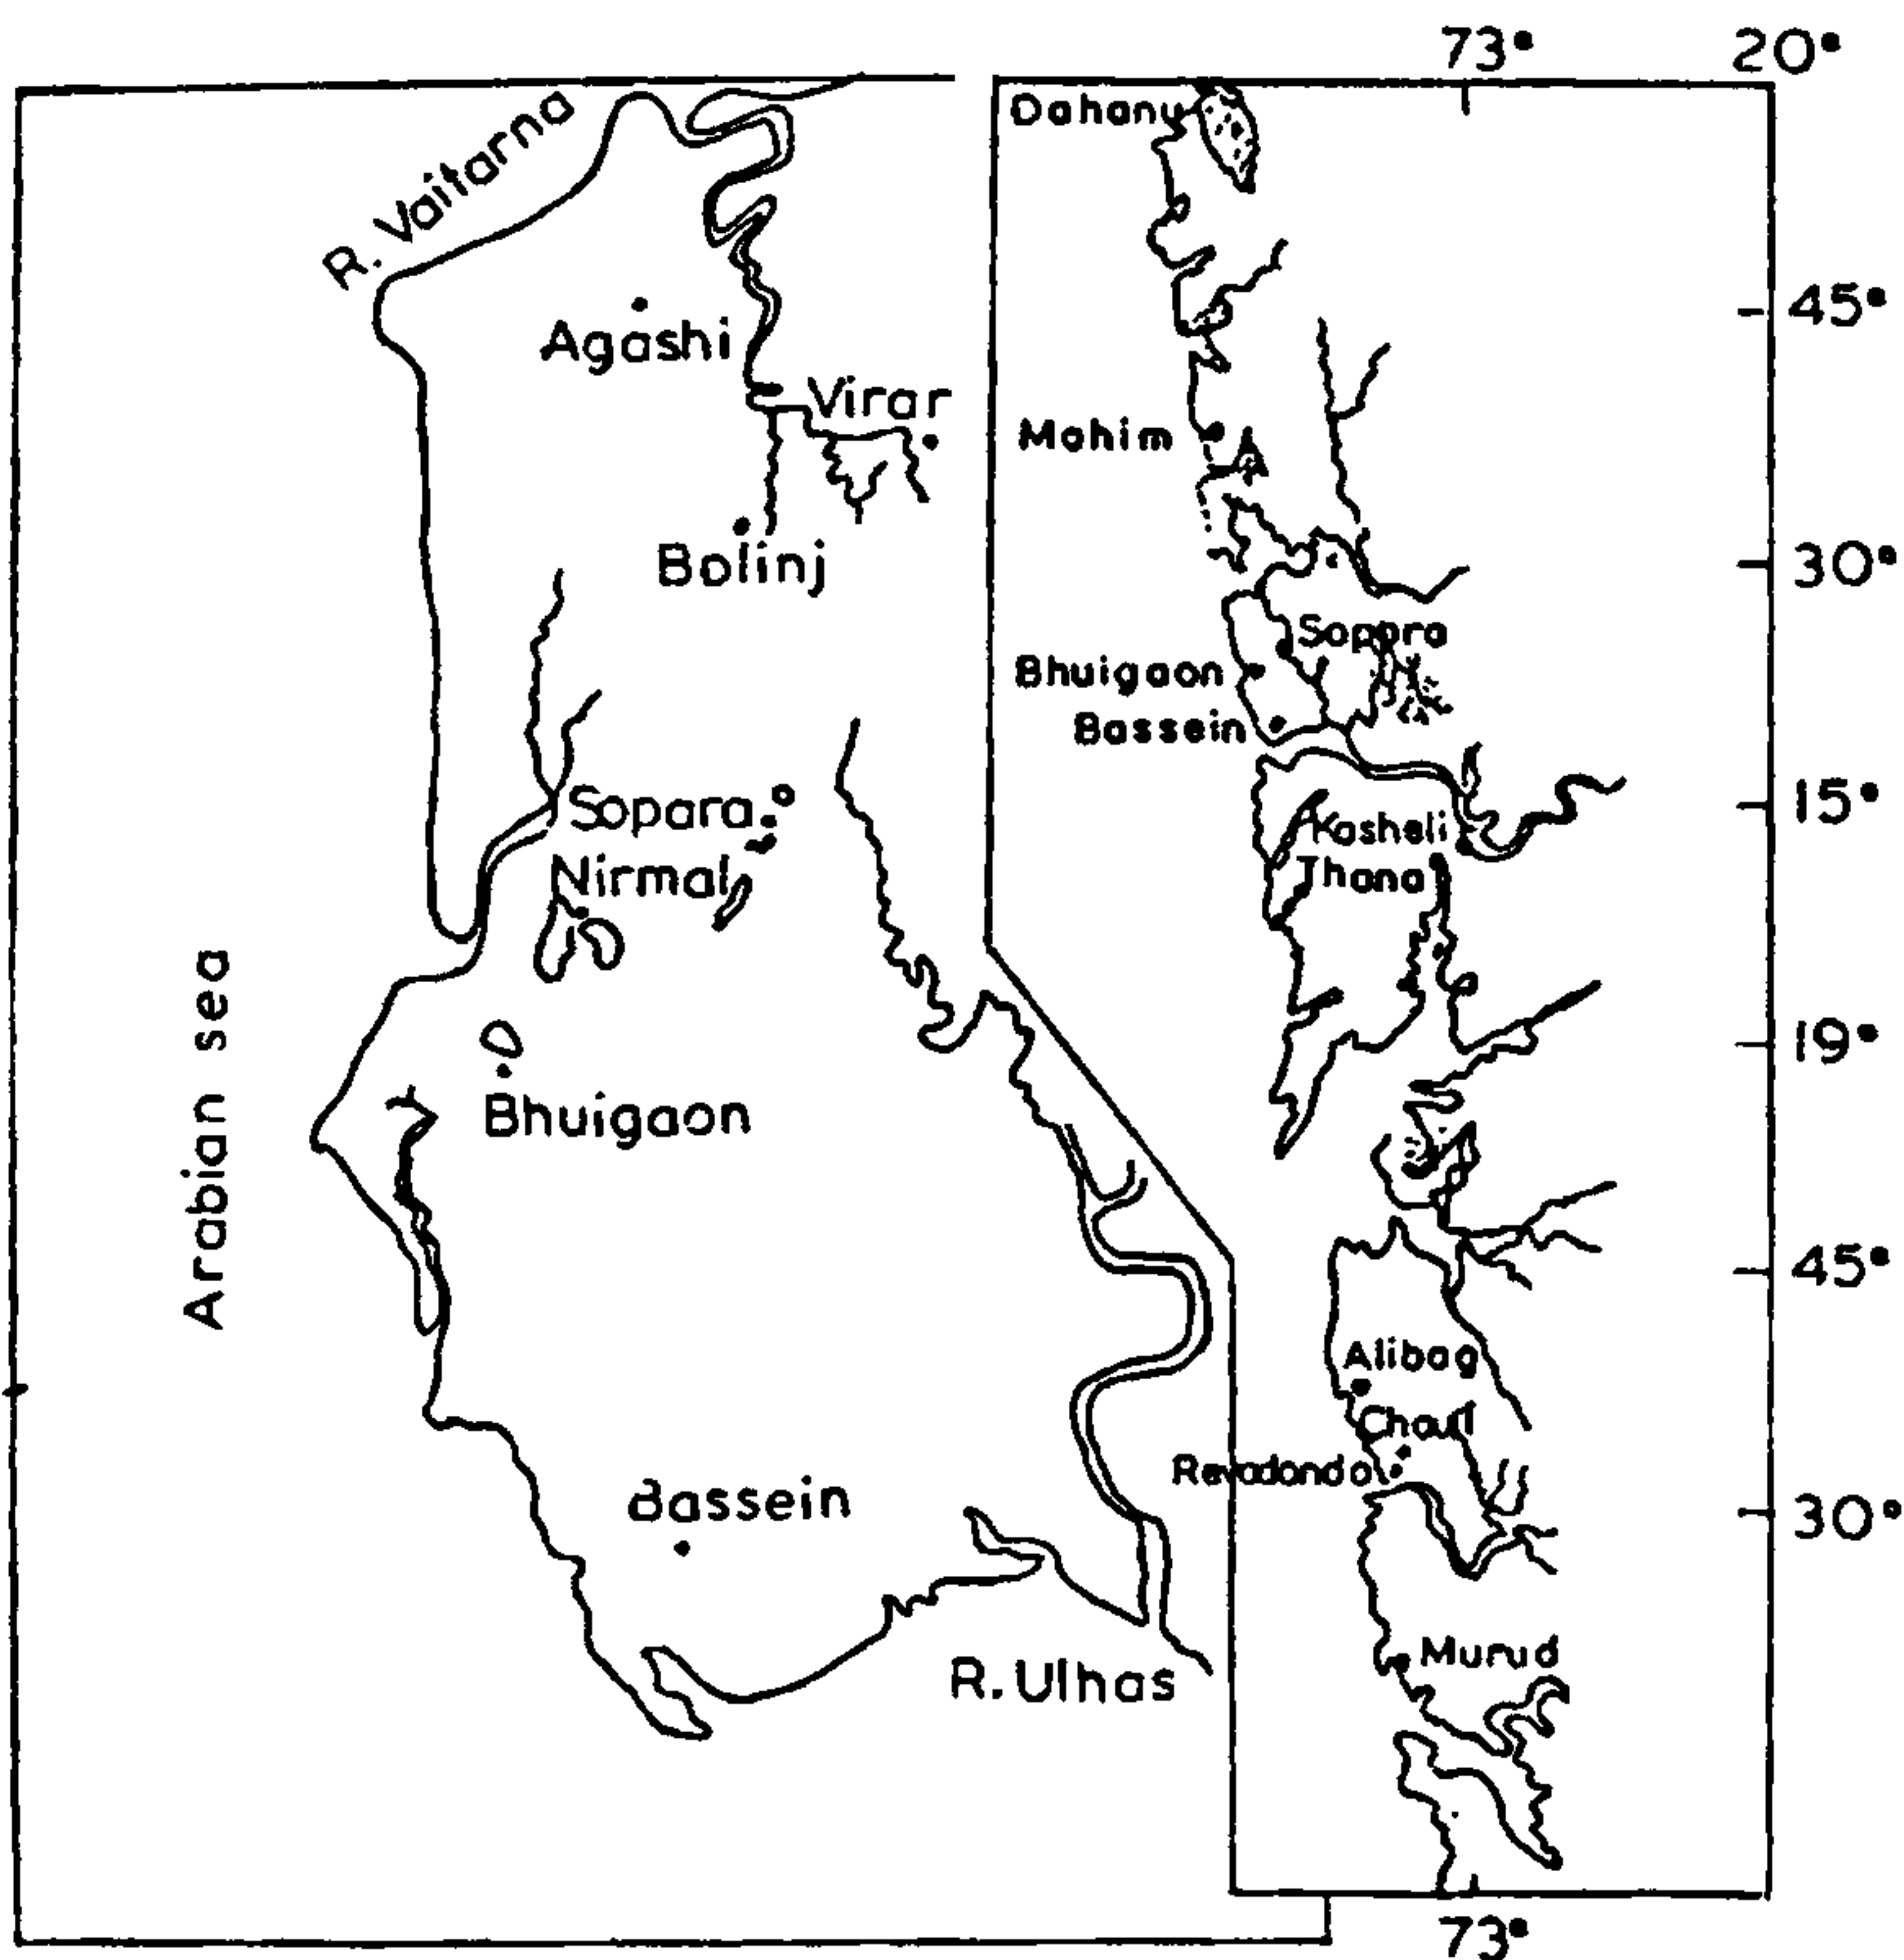 73° 20°
R. Vaitarna
Agashi
Virar
Bolinj
Sopara
Nirmal
Bhuigaon
Arabian sea
Bassein
R. Ulhas
Dahanu
Mahim
Sopara
Bhuigaon
Bassein
Kasheli
Thana
Alibag
Chaul
Revadanda
Murud
45°
30°
15°
19°
45°
30°
73°